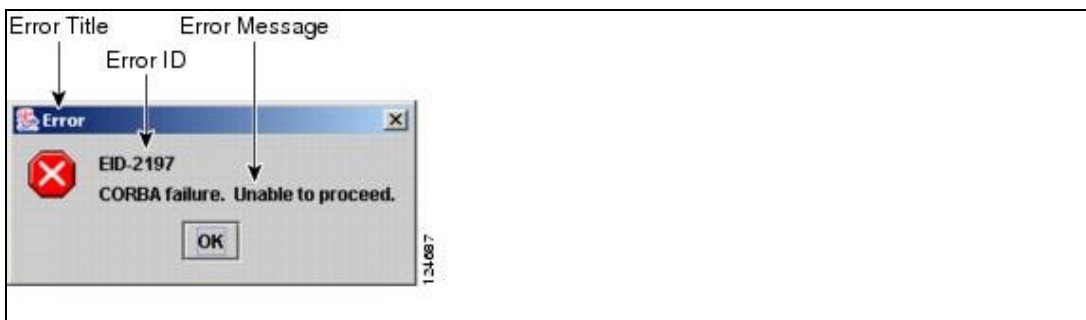 Error Title Error Message
Error ID
Error
EID-2197
CORBA failure. Unable to proceed.
OK
124687